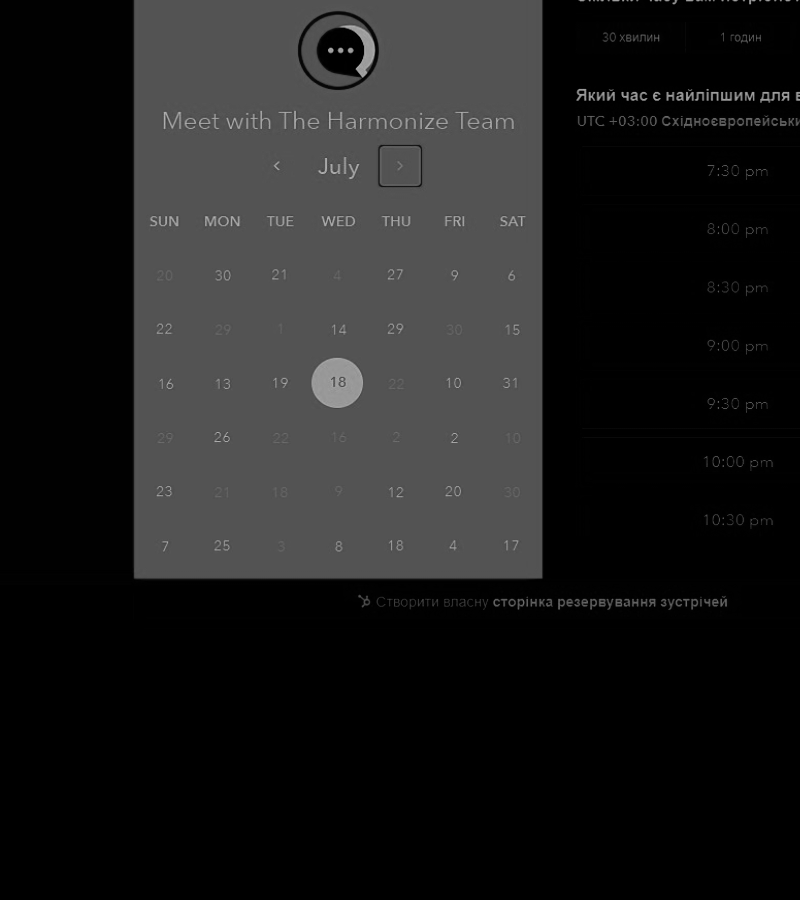 Meet with The Harmonize Team
July
SUN MON TUE WED THU FRI SAT
20 30 21 4 27 9 6
22 29 1 14 29 30 15
16 13 19 18 22 10 31
29 26 22 16 2 2 10
23 21 18 9 12 20 30
7 25 3 8 18 4 17
30 хвилин 1 годин
Який час є найліпшим для
UTC +03:00 Східноєвропейськи
7:30 pm
8:00 pm
8:30 pm
9:00 pm
9:30 pm
10:00 pm
10:30 pm
Створити власну сторінка резервування зустрічей